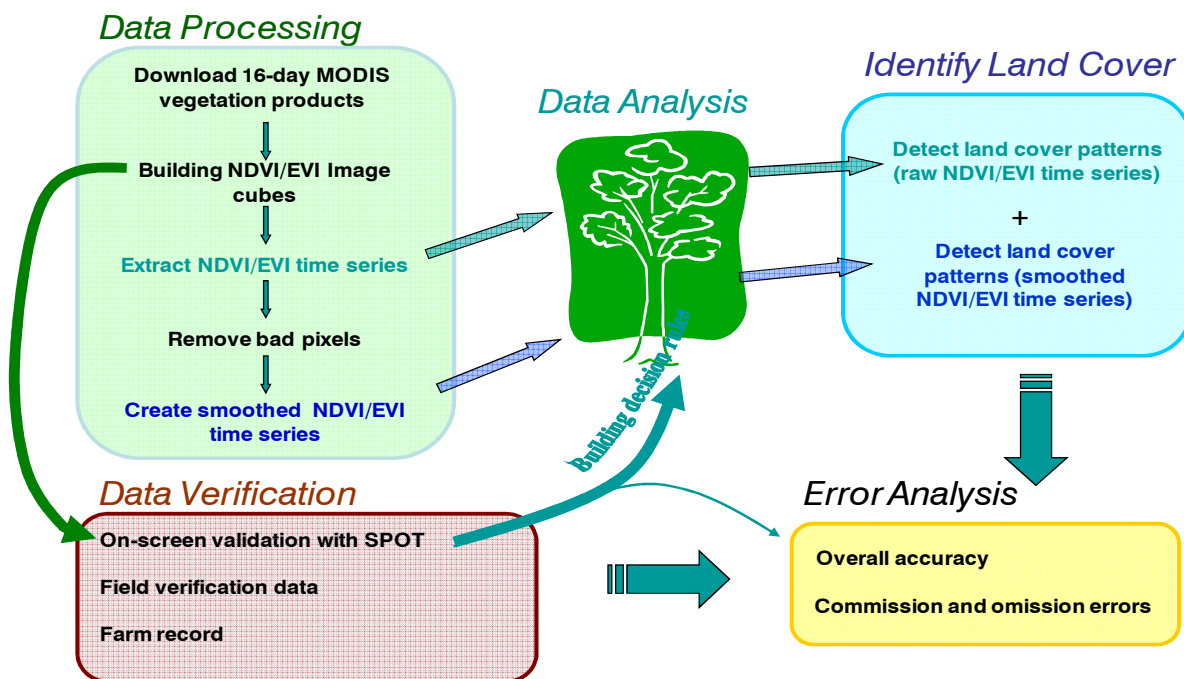 Data Processing
Download 16-day MODIS
vegetation products
Building NDVI/EVI Image
cubes
Extract NDVI/EVI time series
Remove bad pixels
Create smoothed NDVI/EVI
time series
Data Analysis
Building decision rules
Identify Land Cover
Detect land cover patterns
(raw NDVI/EVI time series)
+
Detect land cover
patterns (smoothed
NDVI/EVI time series)
Data Verification
On-screen validation with SPOT
Field verification data
Farm record
Error Analysis
Overall accuracy
Commission and omission errors